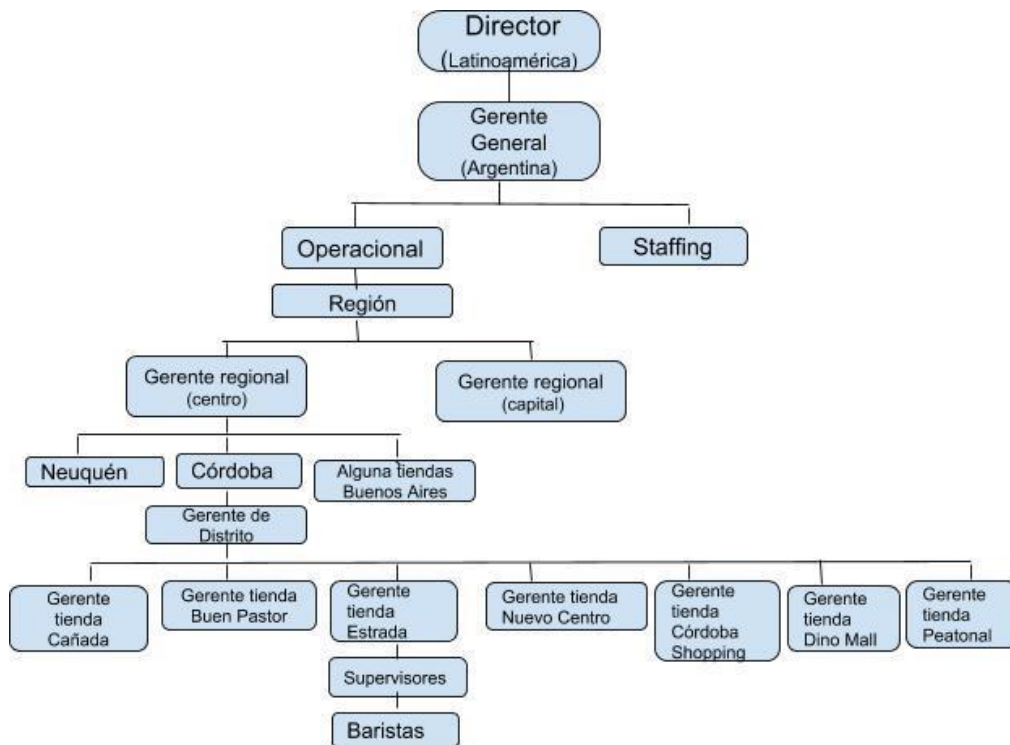 Director
(Latinoamérica)
Gerente
General
(Argentina)
Operacional
Staffing
Región
Gerente regional
(centro)
Gerente regional
(capital)
Neuquén
Córdoba
Alguna tiendas
Buenos Aires
Gerente de
Distrito
Gerente
tienda
Cañada
Gerente tienda
Buen Pastor
Gerente
tienda
Estrada
Gerente tienda
Nuevo Centro
Gerente
tienda
Córdoba
Shopping
Gerente
tienda
Dino Mall
Gerente
tienda
Peatonal
Supervisores
Baristas